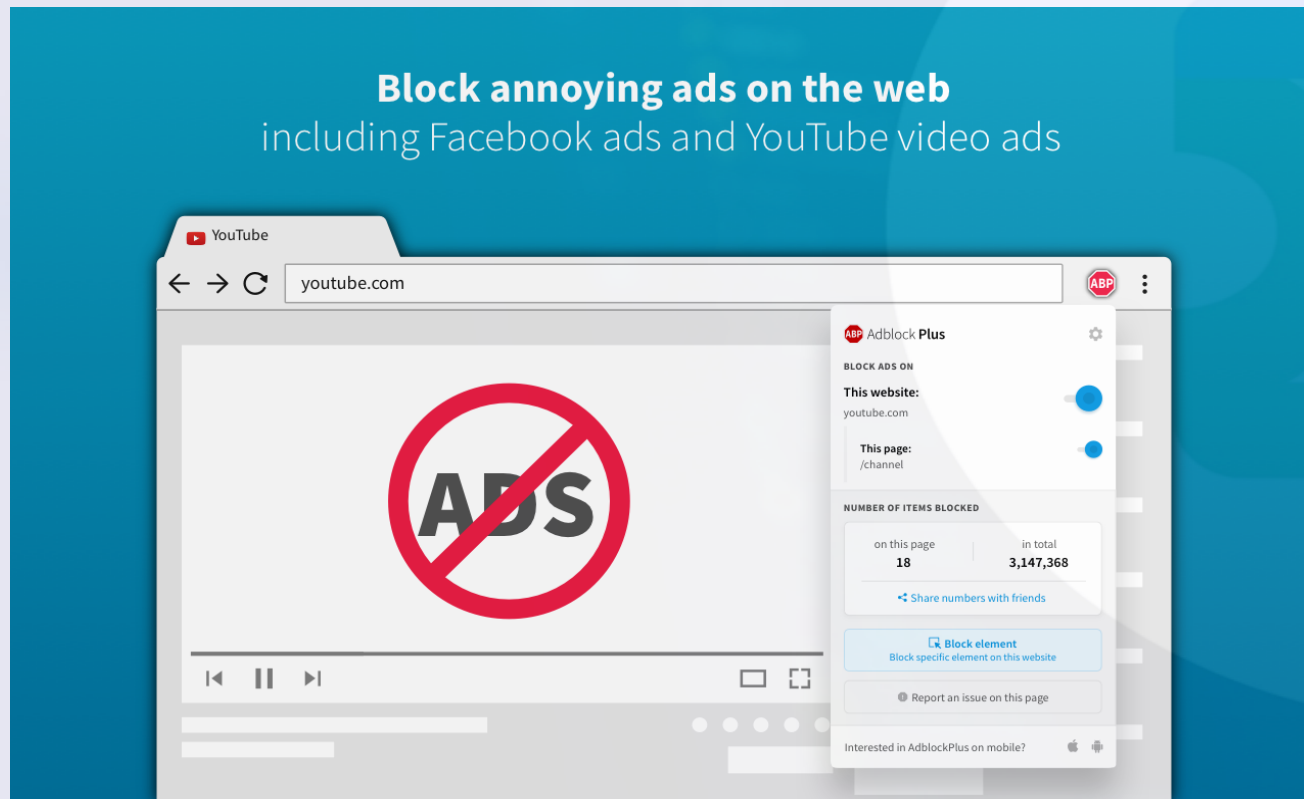 Block annoying ads on the web
including Facebook ads and YouTube video ads
YouTube
youtube.com
ABP
ABP Adblock Plus
BLOCK ADS ON
This website:
youtube.com
This page:
/channel
ADS
NUMBER OF ITEMS BLOCKED
on this page in total
18 3,147,368
Share numbers with friends
Block element
Block specific element on this website
Report an issue on this page
Interested in AdblockPlus on mobile?